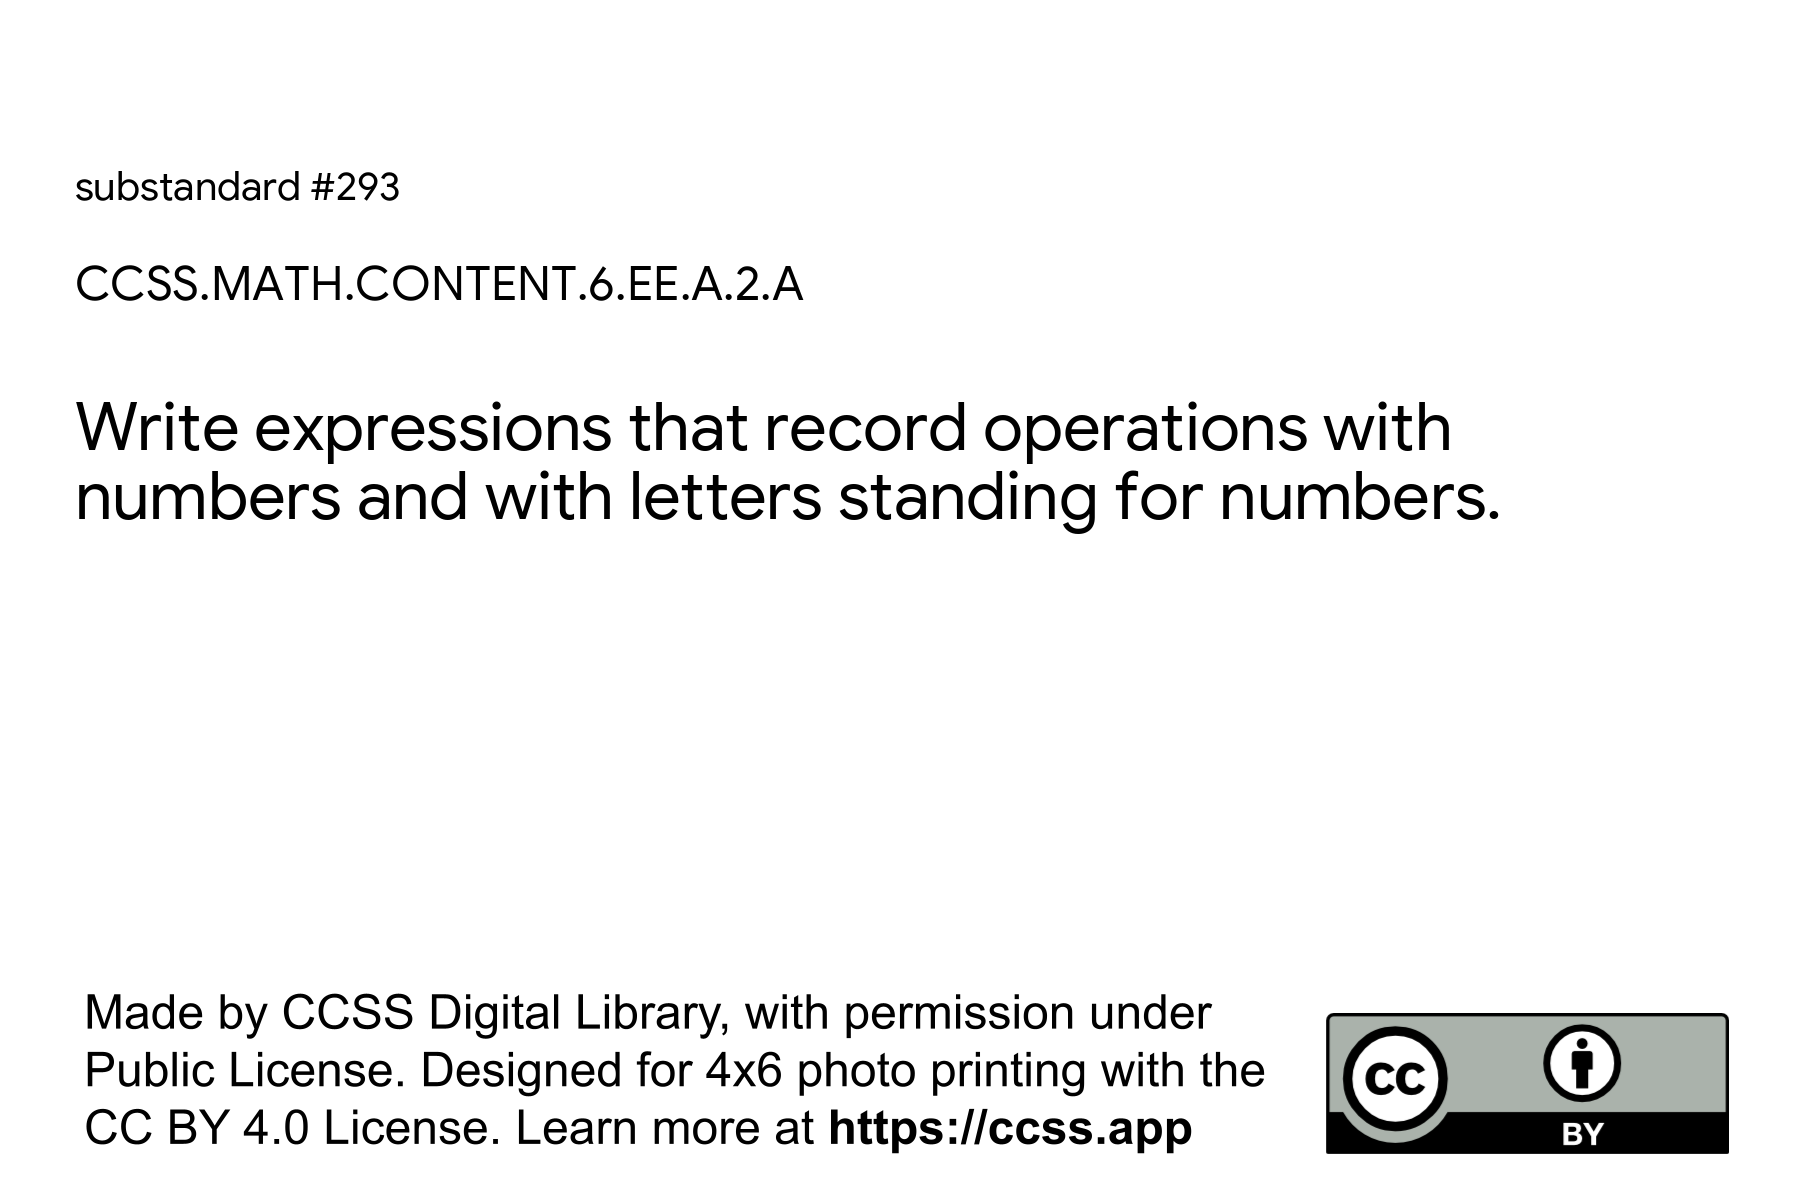 substandard #293
CCSS.MATH.CONTENT.6.EE.A.2.A
Write expressions that record operations with
numbers and with letters standing for numbers.
Made by CCSS Digital Library, with permission under
Public License. Designed for 4x6 photo printing with the
CC BY 4.0 License. Learn more at https://ccss.app
CC
BY